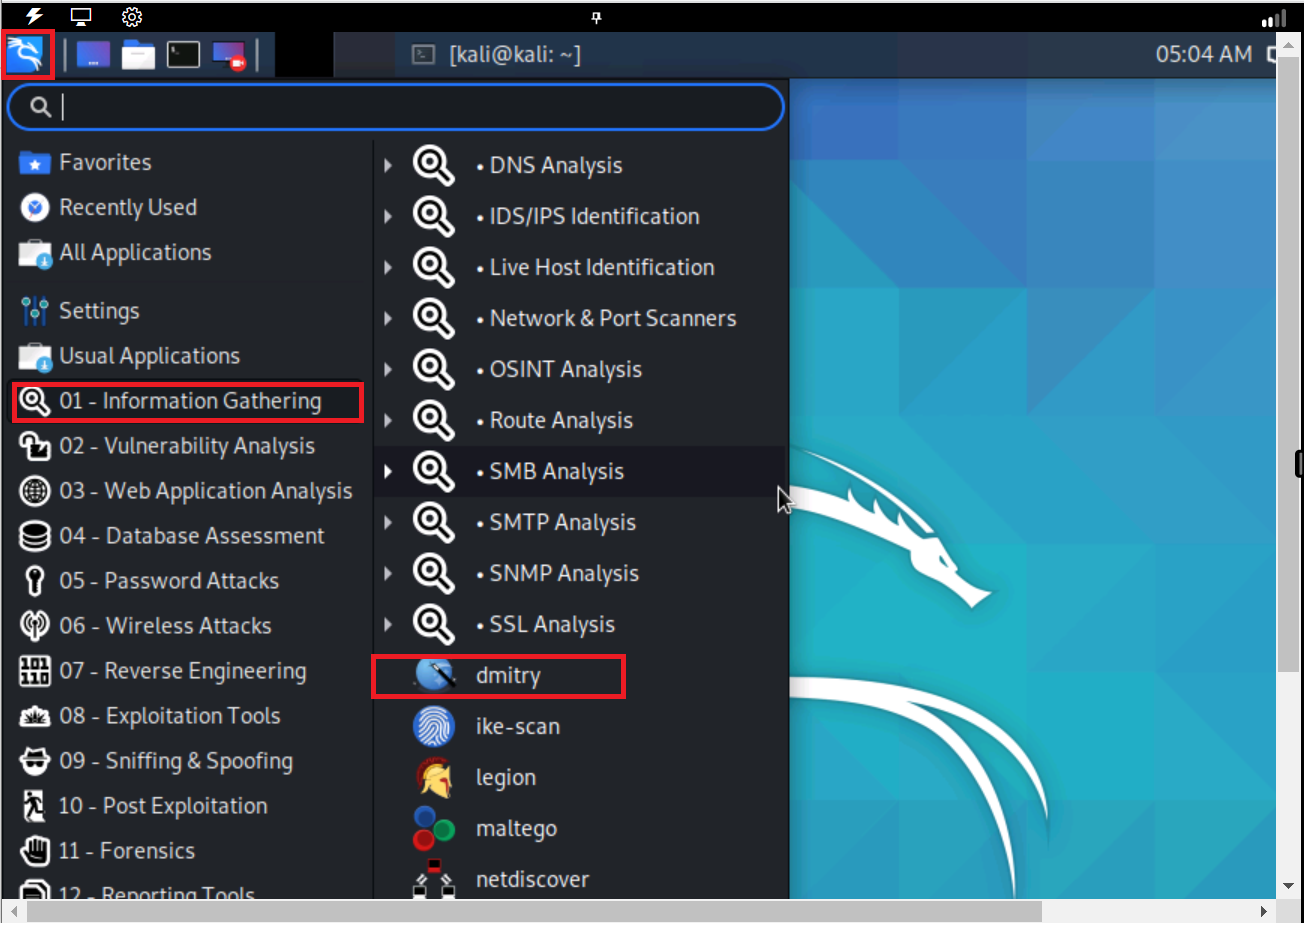 [kali@kali: ~]
05:04 AM
Favorites
Recently Used
All Applications
Settings
Usual Applications
01 - Information Gathering
02 - Vulnerability Analysis
03 - Web Application Analysis
04 - Database Assessment
05 - Password Attacks
06 - Wireless Attacks
07 - Reverse Engineering
08 - Exploitation Tools
09 - Sniffing & Spoofing
10 - Post Exploitation
11 - Forensics
12 - Reporting Tools
• DNS Analysis
• IDS/IPS Identification
• Live Host Identification
• Network & Port Scanners
• OSINT Analysis
• Route Analysis
• SMB Analysis
• SMTP Analysis
• SNMP Analysis
• SSL Analysis
dmitry
ike-scan
legion
maltego
netdiscover